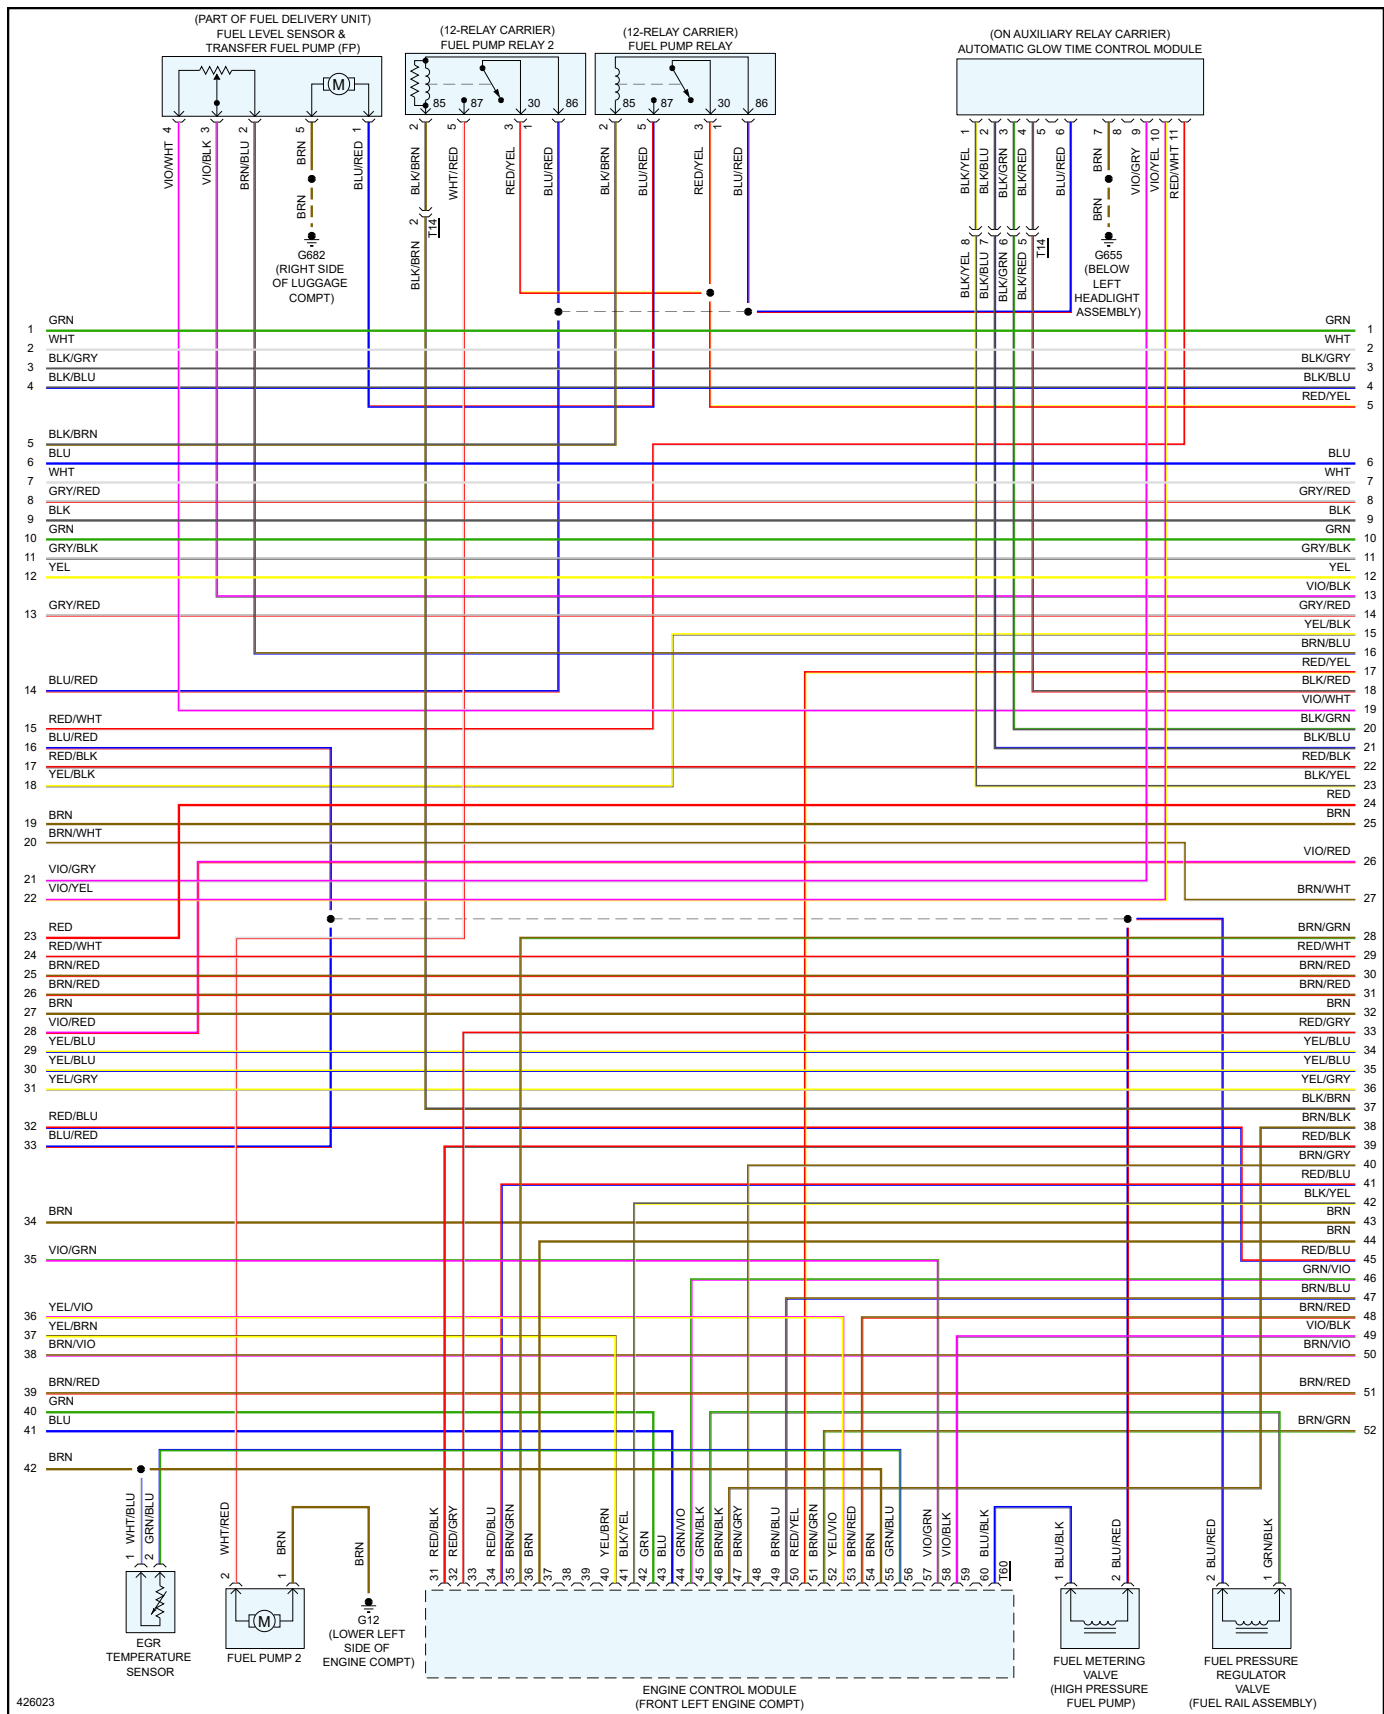 (PART OF FUEL DELIVERY UNIT)
FUEL LEVEL SENSOR &
TRANSFER FUEL PUMP (FP)
(12-RELAY CARRIER)
FUEL PUMP RELAY 2
(12-RELAY CARRIER)
FUEL PUMP RELAY
(ON AUXILIARY RELAY CARRIER)
AUTOMATIC GLOW TIME CONTROL MODULE
M
85 87 30 86
85 87 30 86
4 3 2 5 1
2 5 3 1
2 5 3 1
1 2 3 4 5 6 7 8 9 10 11
VIO/WHT
VIO/BLK
BRN/BLU
BRN
BLU/RED
BLK/BRN
WHT/RED
RED/YEL
BLU/RED
BLK/BRN
BLU/RED
RED/YEL
BLU/RED
BLK/YEL
BLK/BLU
BLK/GRN
BLK/RED
BLU/RED
BRN
VIO/GRY
VIO/YEL
RED/WHT
BRN
2
T14
BLK/BRN
8 7 6 5
T14
BLK/YEL
BLK/BLU
BLK/GRN
BLK/RED
BRN
G682
(RIGHT SIDE
OF LUGGAGE
COMPT)
G655
(BELOW
LEFT
HEADLIGHT
ASSEMBLY)
1 GRN
2 WHT
3 BLK/GRY
4 BLK/BLU
5 BLK/BRN
6 BLU
7 WHT
8 GRY/RED
9 BLK
10 GRN
11 GRY/BLK
12 YEL
13 GRY/RED
14 BLU/RED
15 RED/WHT
16 BLU/RED
17 RED/BLK
18 YEL/BLK
19 BRN
20 BRN/WHT
21 VIO/GRY
22 VIO/YEL
23 RED
24 RED/WHT
25 BRN/RED
26 BRN/RED
27 BRN
28 VIO/RED
29 YEL/BLU
30 YEL/BLU
31 YEL/GRY
32 RED/BLU
33 BLU/RED
34 BRN
35 VIO/GRN
36 YEL/VIO
37 YEL/BRN
38 BRN/VIO
39 BRN/RED
40 GRN
41 BLU
42 BRN
GRN 1
WHT 2
BLK/GRY 3
BLK/BLU 4
RED/YEL 5
BLU 6
WHT 7
GRY/RED 8
BLK 9
GRN 10
GRY/BLK 11
YEL 12
VIO/BLK 13
GRY/RED 14
YEL/BLK 15
BRN/BLU 16
RED/YEL 17
BLK/RED 18
VIO/WHT 19
BLK/GRN 20
BLK/BLU 21
RED/BLK 22
BLK/YEL 23
RED 24
BRN 25
VIO/RED 26
BRN/WHT 27
BRN/GRN 28
RED/WHT 29
BRN/RED 30
BRN/RED 31
BRN 32
RED/GRY 33
YEL/BLU 34
YEL/BLU 35
YEL/GRY 36
BLK/BRN 37
BRN/BLK 38
RED/BLK 39
BRN/GRY 40
RED/BLU 41
BLK/YEL 42
BRN 43
BRN 44
RED/BLU 45
GRN/VIO 46
BRN/BLU 47
BRN/RED 48
VIO/BLK 49
BRN/VIO 50
BRN/RED 51
BRN/GRN 52
WHT/BLU
GRN/BLU
WHT/RED
BRN
BRN
RED/BLK
RED/GRY
RED/BLU
BRN/GRN
BRN
YEL/BRN
BLK/YEL
GRN
BLU
GRN/VIO
GRN/BLK
BRN/BLK
BRN/GRY
BRN/BLU
RED/YEL
BRN/GRN
YEL/VIO
BRN/RED
BRN
GRN/BLU
VIO/GRN
VIO/BLK
BLU/BLK
BLU/BLK
BLU/RED
BLU/RED
GRN/BLK
1 2
2 1
31 32 33 34 35 36 37 38 39 40 41 42 43 44 45 46 47 48 49 50 51 52 53 54 55 56 57 58 59 60
T60
1 2
2 1
M
EGR
TEMPERATURE
SENSOR
FUEL PUMP 2
G12
(LOWER LEFT
SIDE OF
ENGINE COMPT)
ENGINE CONTROL MODULE
(FRONT LEFT ENGINE COMPT)
FUEL METERING
VALVE
(HIGH PRESSURE
FUEL PUMP)
FUEL PRESSURE
REGULATOR
VALVE
(FUEL RAIL ASSEMBLY)
426023